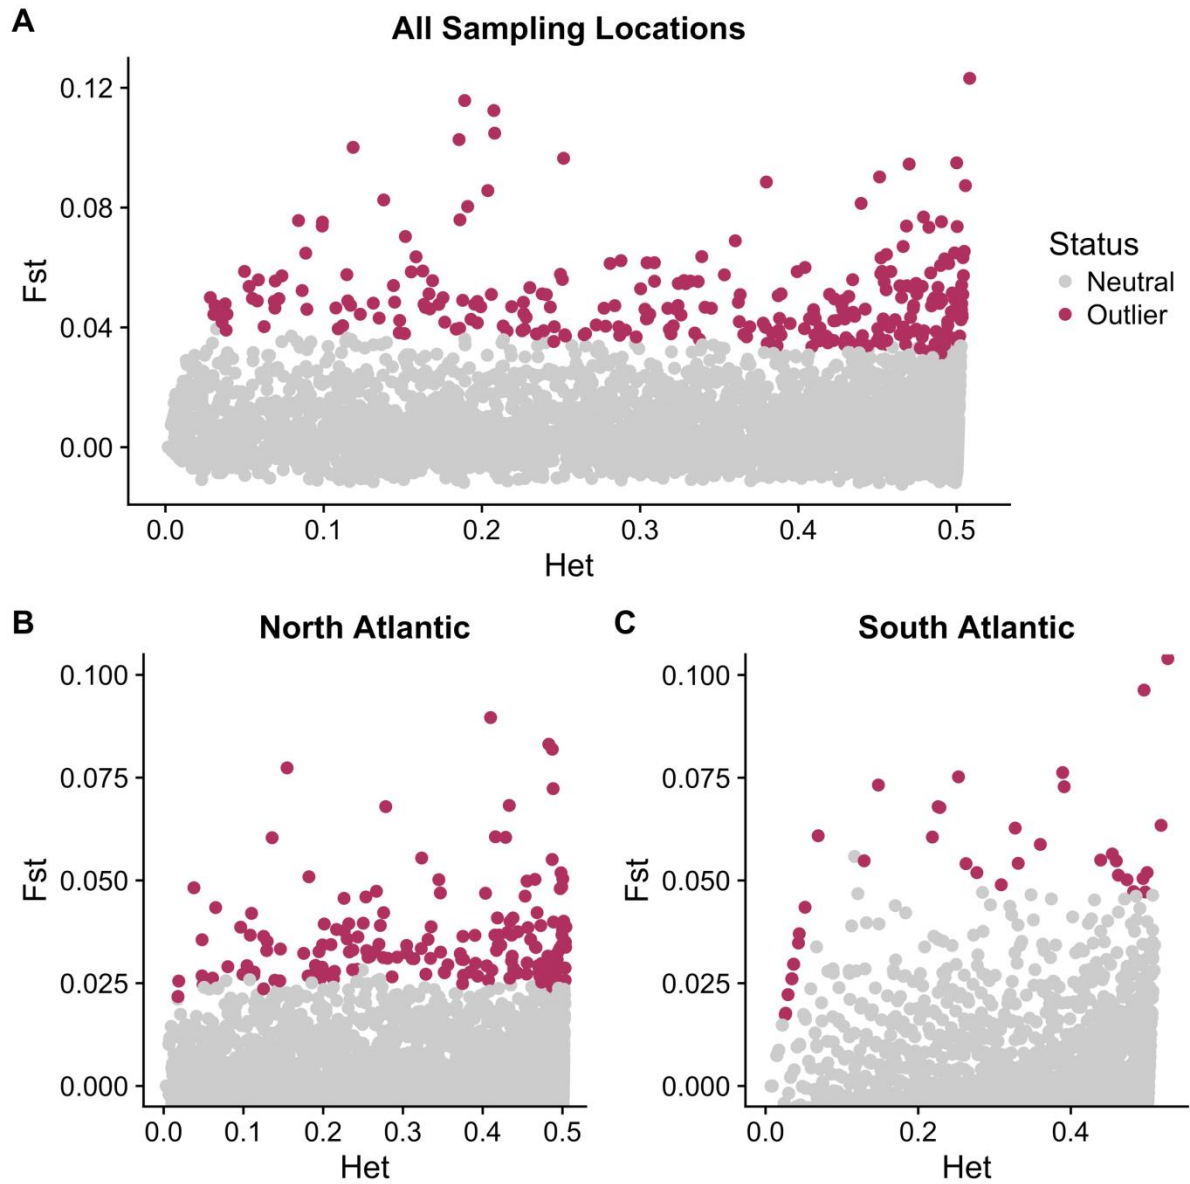 A
All Sampling Locations
0.12
0.08
0.04
0.00
Fst
0.0 0.1 0.2 0.3 0.4 0.5
Het
Status
Neutral
Outlier
B
North Atlantic
0.100
0.075
0.050
0.025
0.000
Fst
0.0 0.1 0.2 0.3 0.4 0.5
Het
C
South Atlantic
0.100
0.075
0.050
0.025
0.000
Fst
0.0 0.2 0.4
Het